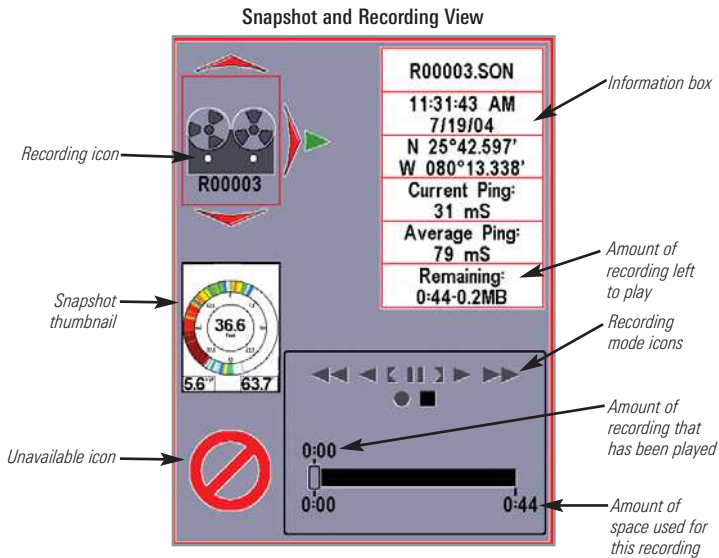 Snapshot and Recording View
R00003.SON
11:31:43 AM
7/19/04
N 25°42.597'
W 080°13.338'
Current Ping:
31 mS
Average Ping:
79 mS
Remaining:
0:44-0.2MB
Information box
Recording icon
R00003
Amount of
recording left
to play
Snapshot
thumbnail
36.6
5.6
63.7
Recording
mode icons
Amount of
recording that
has been played
0:00
Unavailable icon
0:00
0:44
Amount of
space used for
this recording